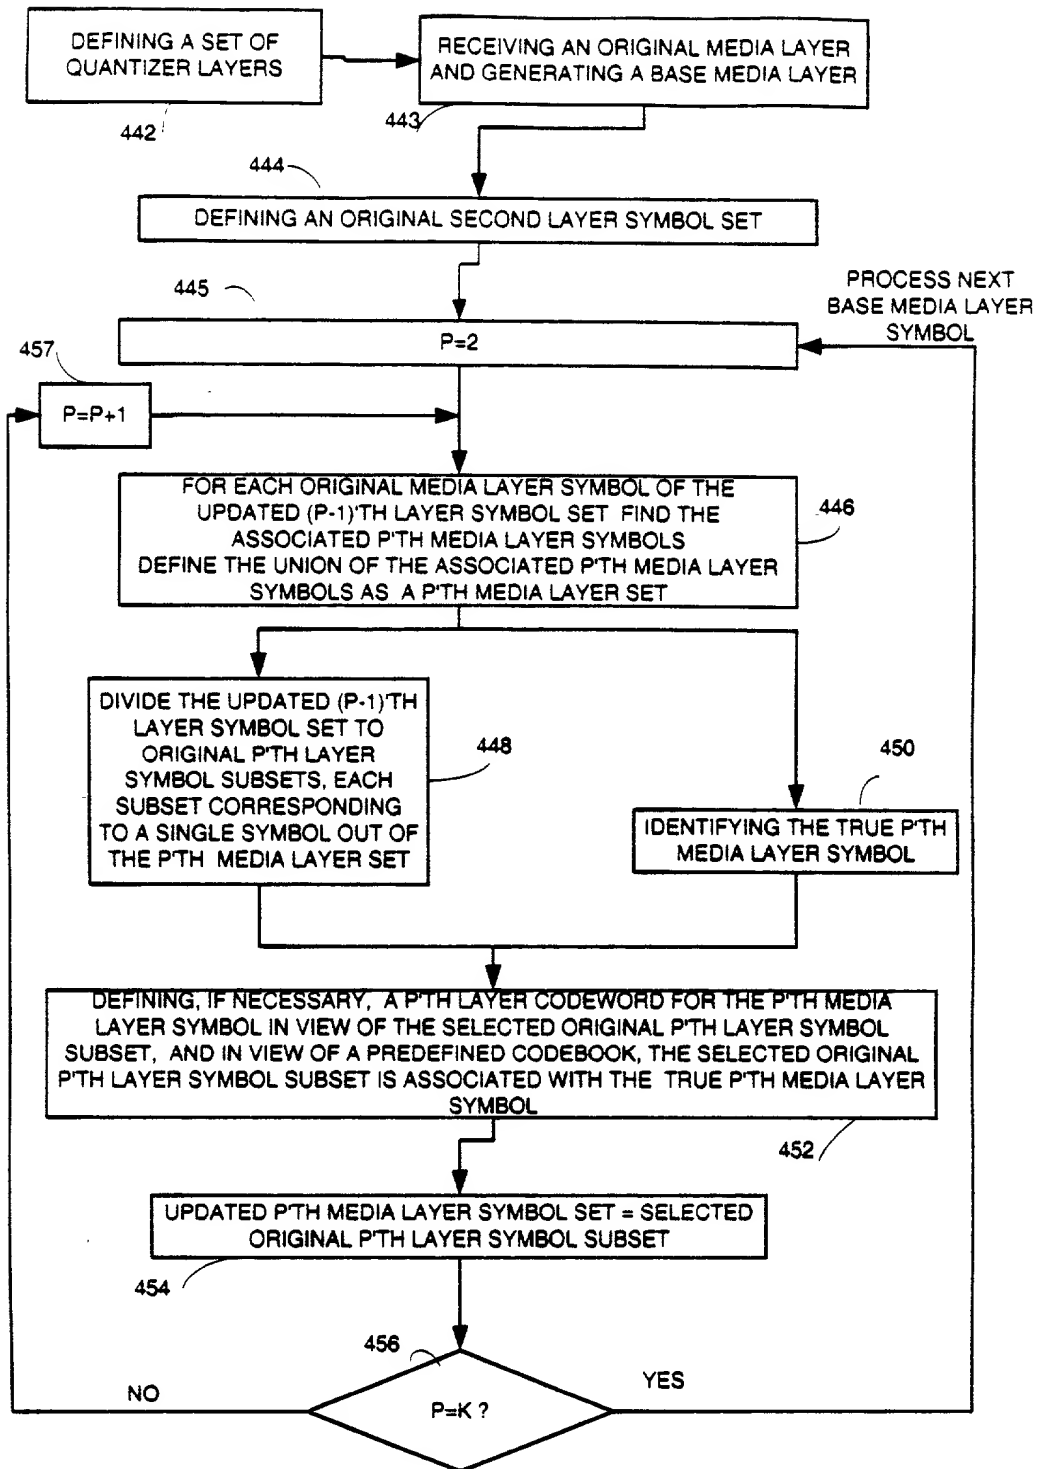 DEFINING A SET OF
QUANTIZER LAYERS
442
RECEIVING AN ORIGINAL MEDIA LAYER
AND GENERATING A BASE MEDIA LAYER
443
444
DEFINING AN ORIGINAL SECOND LAYER SYMBOL SET
445
P=2
PROCESS NEXT
BASE MEDIA LAYER
SYMBOL
457
P=P+1
FOR EACH ORIGINAL MEDIA LAYER SYMBOL OF THE
UPDATED (P-1)'TH LAYER SYMBOL SET FIND THE
ASSOCIATED P'TH MEDIA LAYER SYMBOLS
DEFINE THE UNION OF THE ASSOCIATED P'TH MEDIA LAYER
SYMBOLS AS A P'TH MEDIA LAYER SET
446
DIVIDE THE UPDATED (P-1)'TH
LAYER SYMBOL SET TO
ORIGINAL P'TH LAYER
SYMBOL SUBSETS, EACH
SUBSET CORRESPONDING
TO A SINGLE SYMBOL OUT OF
THE P'TH MEDIA LAYER SET
448
450
IDENTIFYING THE TRUE P'TH
MEDIA LAYER SYMBOL
DEFINING, IF NECESSARY, A P'TH LAYER CODEWORD FOR THE P'TH MEDIA
LAYER SYMBOL IN VIEW OF THE SELECTED ORIGINAL P'TH LAYER SYMBOL
SUBSET, AND IN VIEW OF A PREDEFINED CODEBOOK, THE SELECTED ORIGINAL
P'TH LAYER SYMBOL SUBSET IS ASSOCIATED WITH THE TRUE P'TH MEDIA LAYER
SYMBOL
452
UPDATED P'TH MEDIA LAYER SYMBOL SET = SELECTED
ORIGINAL P'TH LAYER SYMBOL SUBSET
454
456
NO
P=K ?
YES